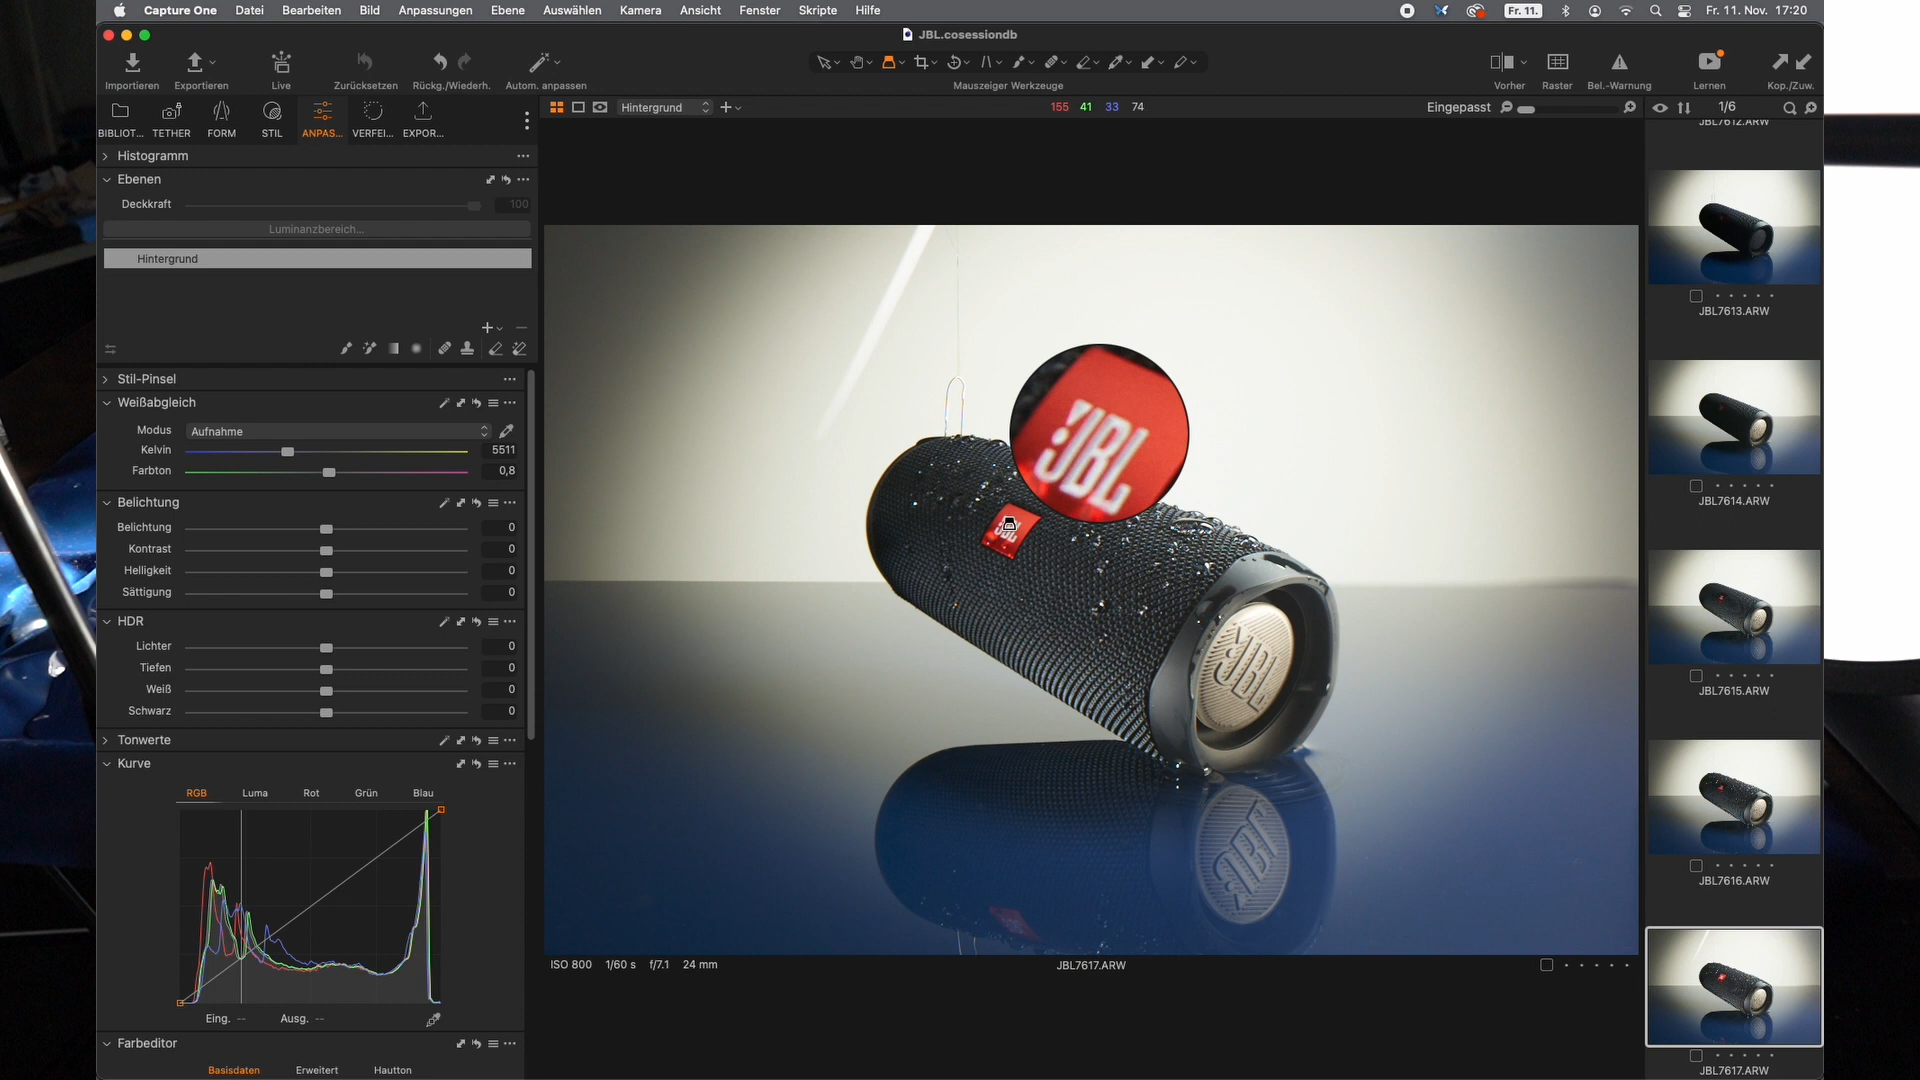 Capture One Datei Bearbeiten Bild Anpassungen Ebene Auswählen Kamera Ansicht Fenster Skripte Hilfe Fr. 11. Fr. 11. Nov. 17:20
JBL.cosessiondb
Importieren Exportieren Live Zurücksetzen Rückg./Wiederh. Autom. anpassen Mauszeiger Werkzeuge Vorher Raster Bel.-Warnung Lernen Kop./Zuw.
BIBLIOT... TETHER FORM STIL ANPAS... VERFEI... EXPOR...
Hintergrund 155 41 33 74 Eingepasst 1/6
JBL7612.ARW
Histogramm
Ebenen
Deckkraft 100
Luminanzbereich...
Hintergrund
JBL7613.ARW
Stil-Pinsel
Weißabgleich
Modus Aufnahme
Kelvin 5511
Farbton 0,8
JBL7614.ARW
Belichtung
Belichtung 0
Kontrast 0
Helligkeit 0
Sättigung 0
HDR
Lichter 0
Tiefen 0
Weiß 0
Schwarz 0
JBL7615.ARW
Tonwerte
Kurve
RGB Luma Rot Grün Blau
JBL7616.ARW
Eing. -- Ausg. --
Farbeditor
Basisdaten Erweitert Hautton
JBL
JBL
JBL
ISO 800 1/60 s f/7.1 24 mm JBL7617.ARW
JBL7617.ARW